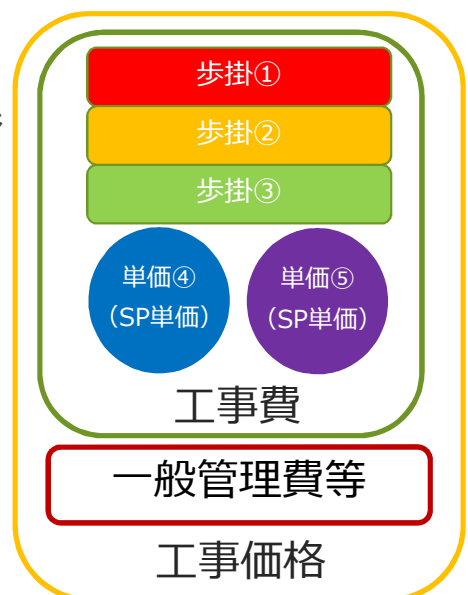 歩掛①
歩掛②
歩掛③
単価④
(SP単価)
単価⑤
(SP単価)
工事費
一般管理費等
工事価格